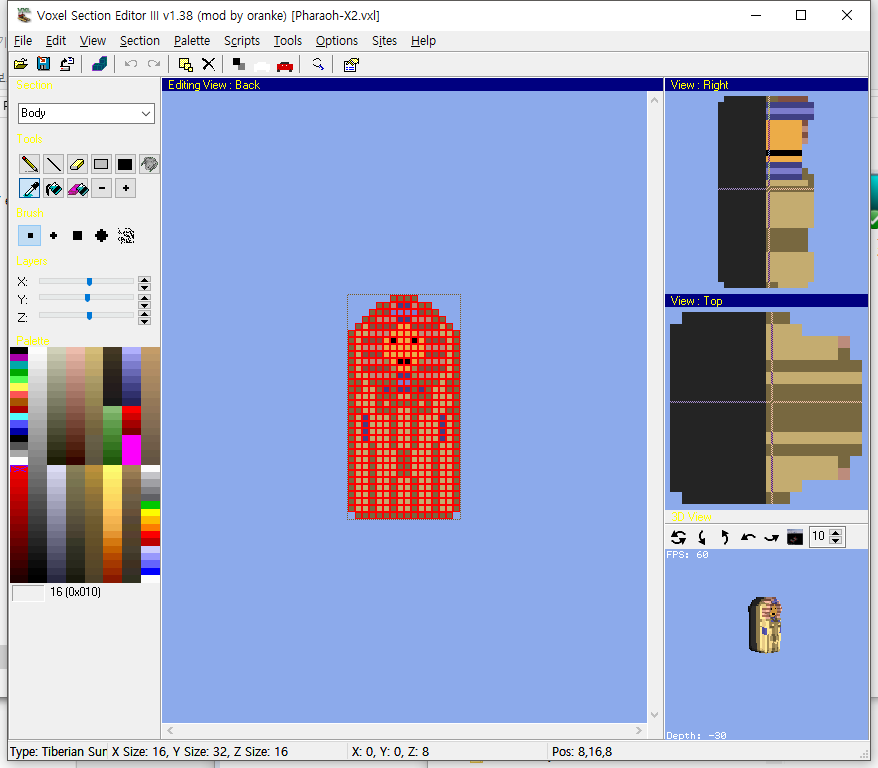 Voxel Section Editor III v1.38 (mod by oranke) [Pharaoh-X2.vxl]
File Edit View Section Palette Scripts Tools Options Sites Help
Section
Editing View : Back
View : Right
Body
Tools
Brush
Layers
X:
Y:
Z:
View : Top
Palette
3D View
10
FPS: 60
16 (0x010)
Depth: -30
Type: Tiberian Sun X Size: 16, Y Size: 32, Z Size: 16 X: 0, Y: 0, Z: 8 Pos: 8,16,8